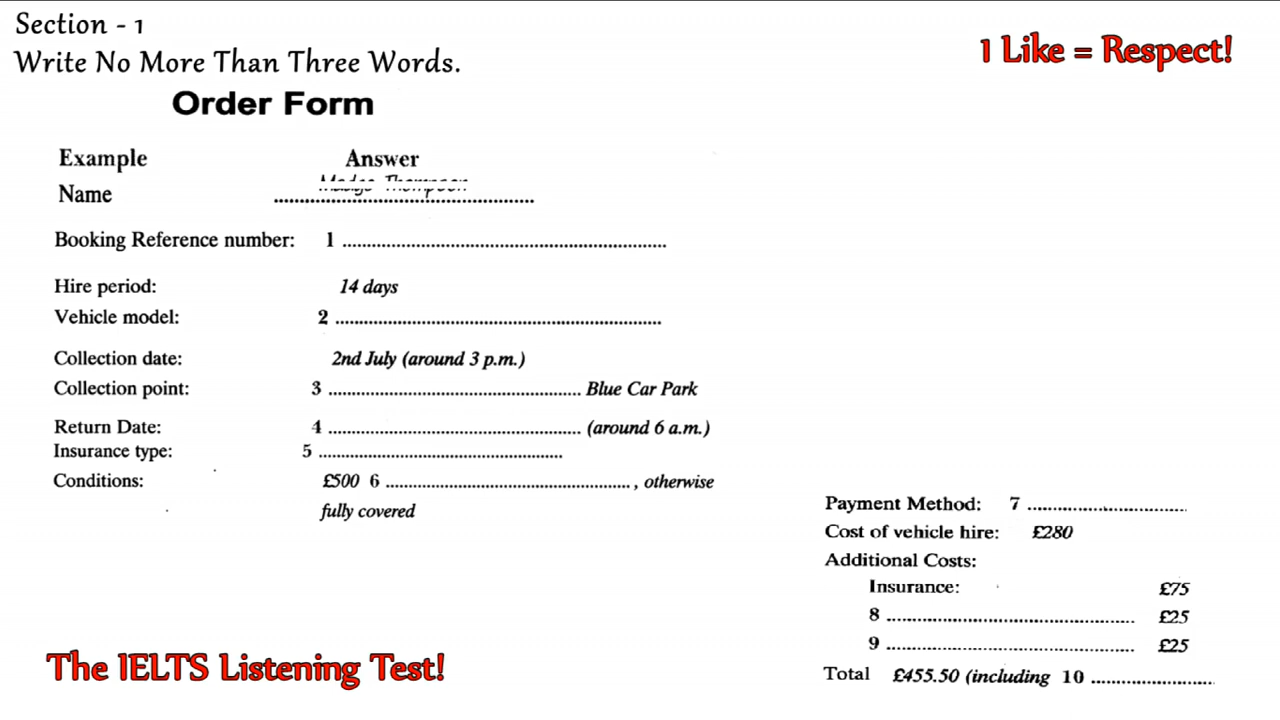 Section - 1
Write No More Than Three Words.
1 Like = Respect!
Order Form
Example Answer
Name ..............................
Booking Reference number: 1 ..............................
Hire period: 14 days
Vehicle model: 2 ..............................
Collection date: 2nd July (around 3 p.m.)
Collection point: 3 .............................. Blue Car Park
Return Date: 4 .............................. (around 6 a.m.)
Insurance type: 5 ..............................
Conditions: £500 6 .............................. , otherwise
fully covered
Payment Method: 7 ..............................
Cost of vehicle hire: £280
Additional Costs:
Insurance: £75
8 .............................. £25
9 .............................. £25
Total £455.50 (including 10 ..............................
The IELTS Listening Test!